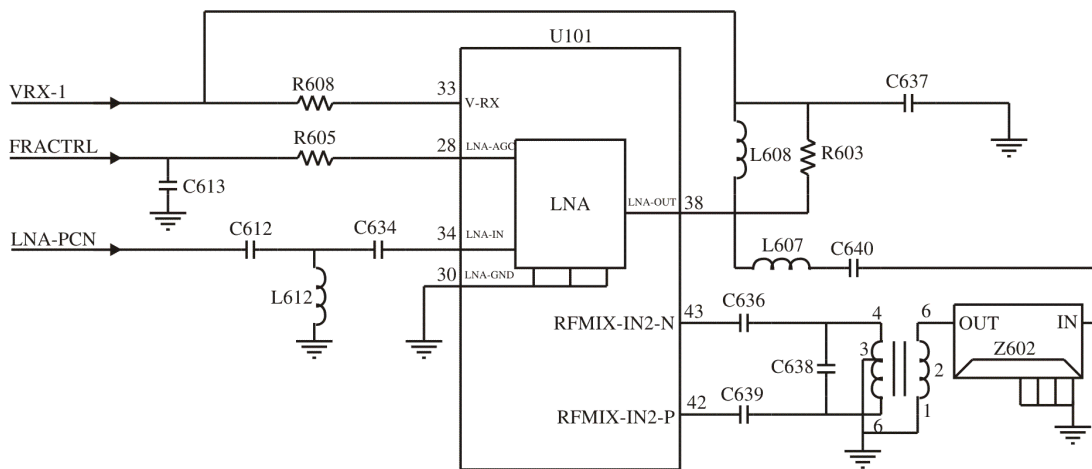 U101
VRX-1
R608
33
V-RX
C637
FRACTRL
R605
28
LNA-AGC
L608
R603
C613
LNA
LNA-OUT
38
LNA-PCN
C612
C634
34
LNA-IN
L607
C640
30
LNA-GND
L612
RFMIX-IN2-N
43
C636
4
6
OUT
IN
3
Z602
C638
2
RFMIX-IN2-P
42
C639
6
1